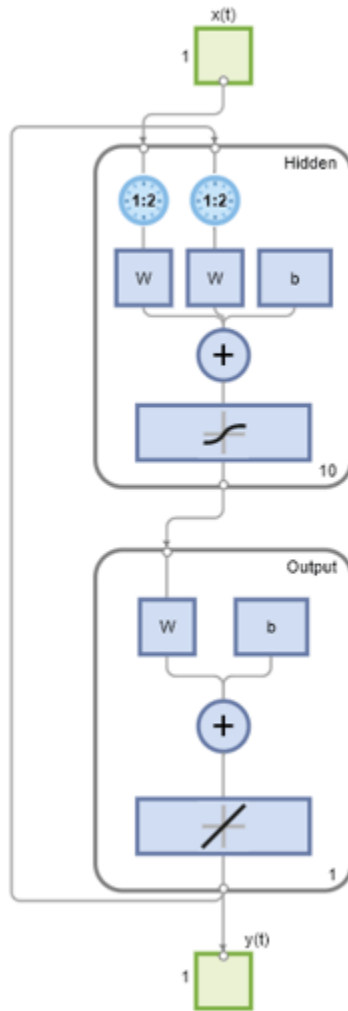 x(t)
1
Hidden
1:2 1:2
W W b
+
10
Output
W b
+
1
y(t)
1